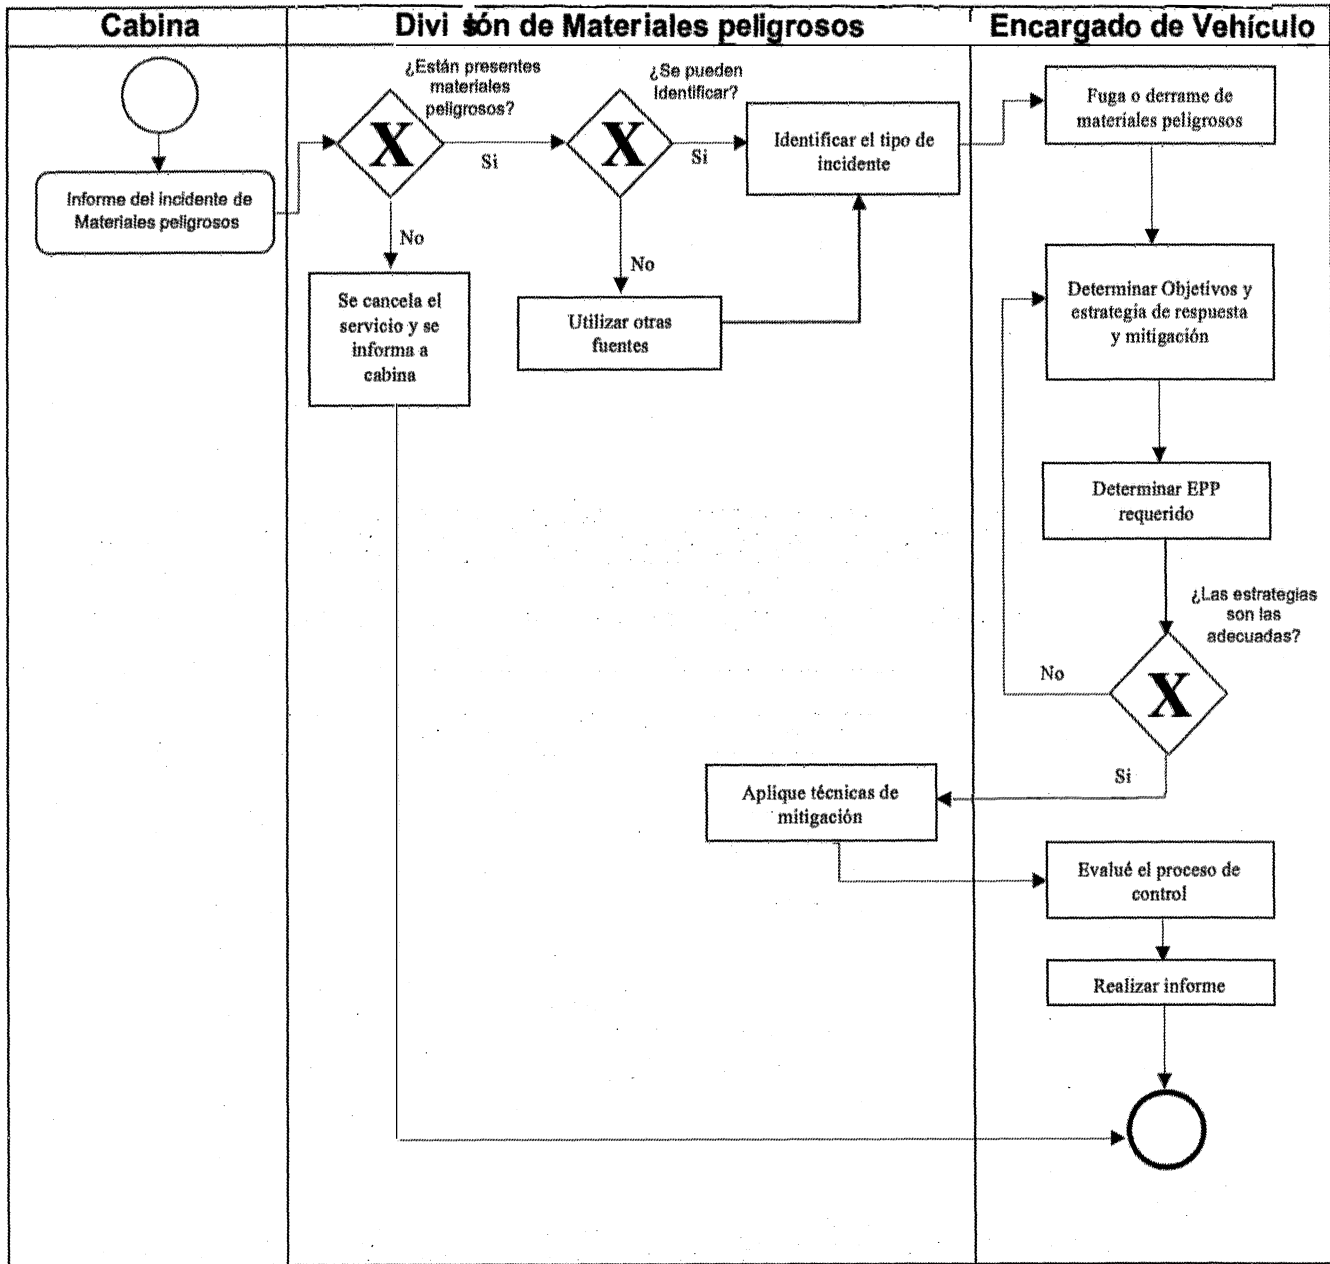 Cabina
División de Materiales peligrosos
Encargado de Vehículo
¿Están presentes
materiales
peligrosos?
¿Se pueden
Identificar?
X
X
Si
Si
No
No
Informe del incidente de
Materiales peligrosos
Identificar el tipo de
incidente
Fuga o derrame de
materiales peligrosos
Se cancela el
servicio y se
informa a
cabina
Utilizar otras
fuentes
Determinar Objetivos y
estrategia de respuesta
y mitigación
Determinar EPP
requerido
¿Las estrategias
son las
adecuadas?
No
X
Si
Aplique técnicas de
mitigación
Evalué el proceso de
control
Realizar informe